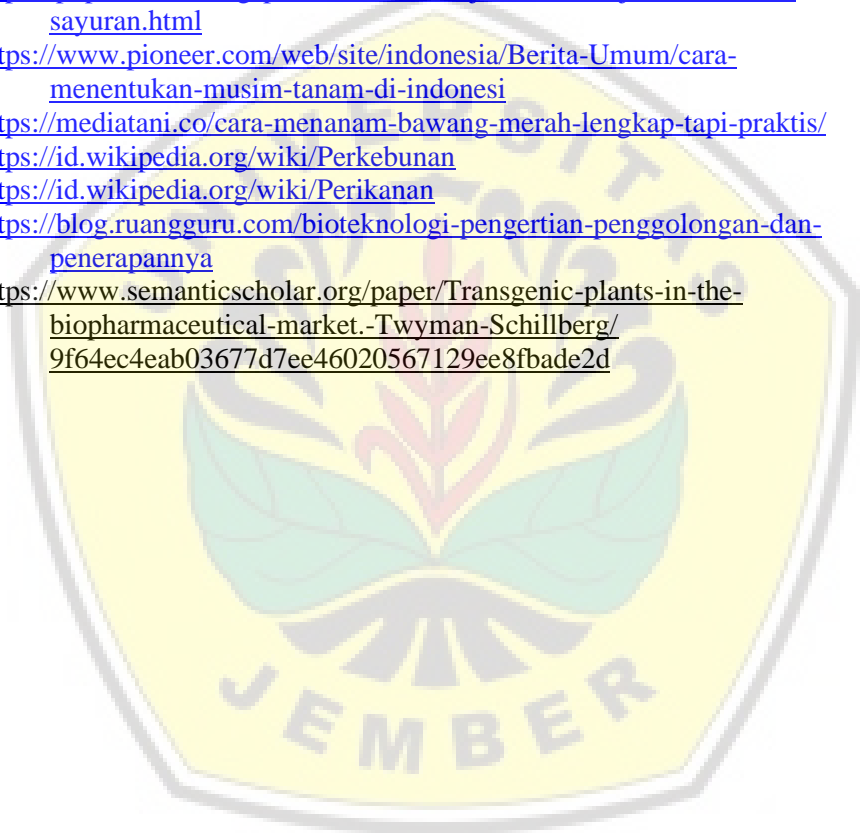 sayuran.html
tps://www.pioneer.com/web/site/indonesia/Berita-Umum/cara-
menentukan-musim-tanam-di-indonesi
tps://mediatani.co/cara-menanam-bawang-merah-lengkap-tapi-praktis/
tps://id.wikipedia.org/wiki/Perkebunan
tps://id.wikipedia.org/wiki/Perikanan
tps://blog.ruangguru.com/bioteknologi-pengertian-penggolongan-dan-
penerapannya
tps://www.semanticscholar.org/paper/Transgenic-plants-in-the-
biopharmaceutical-market.-Twyman-Schillberg/
9f64ec4eab03677d7ee46020567129ee8fbade2d
UNIVERSITAS
JEMBER